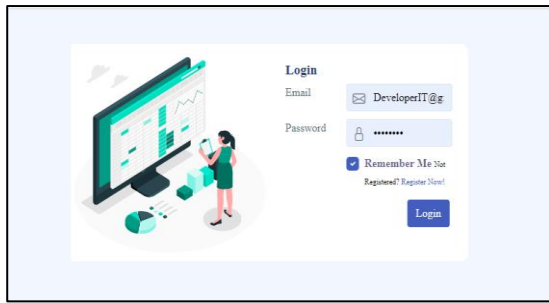 Login
Email
DeveloperIT@g
Password
••••••••
Remember Me Not
Registered? Register Now!
Login